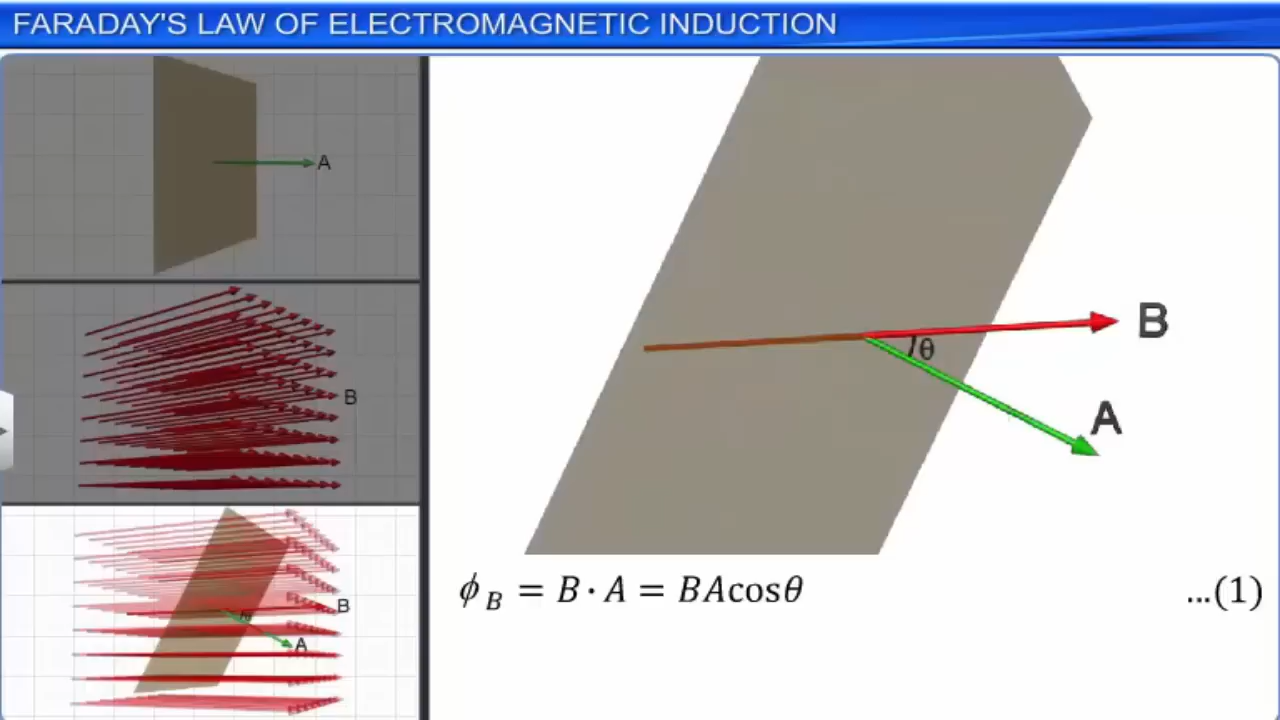 FARADAY'S LAW OF ELECTROMAGNETIC INDUCTION
A
B
B
A
B
θ
A
ϕ_B = B · A = BAcosθ ...(1)